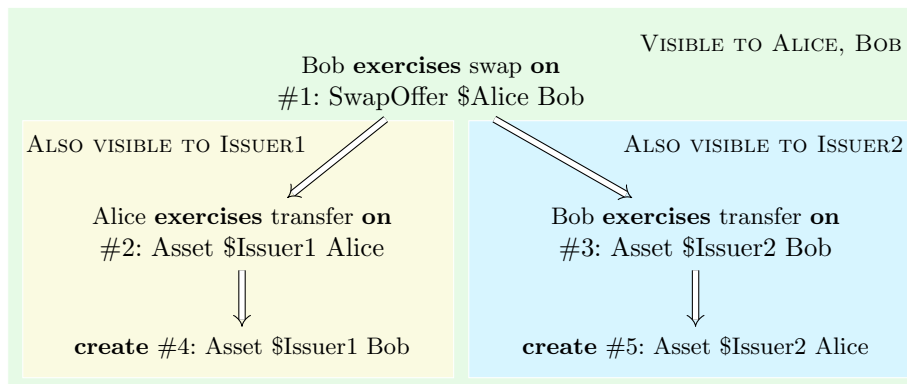 VISIBLE TO ALICE, BOB
Bob exercises swap on
#1: SwapOffer $Alice Bob
ALSO VISIBLE TO ISSUER1
ALSO VISIBLE TO ISSUER2
Alice exercises transfer on
#2: Asset $Issuer1 Alice
Bob exercises transfer on
#3: Asset $Issuer2 Bob
create #4: Asset $Issuer1 Bob
create #5: Asset $Issuer2 Alice